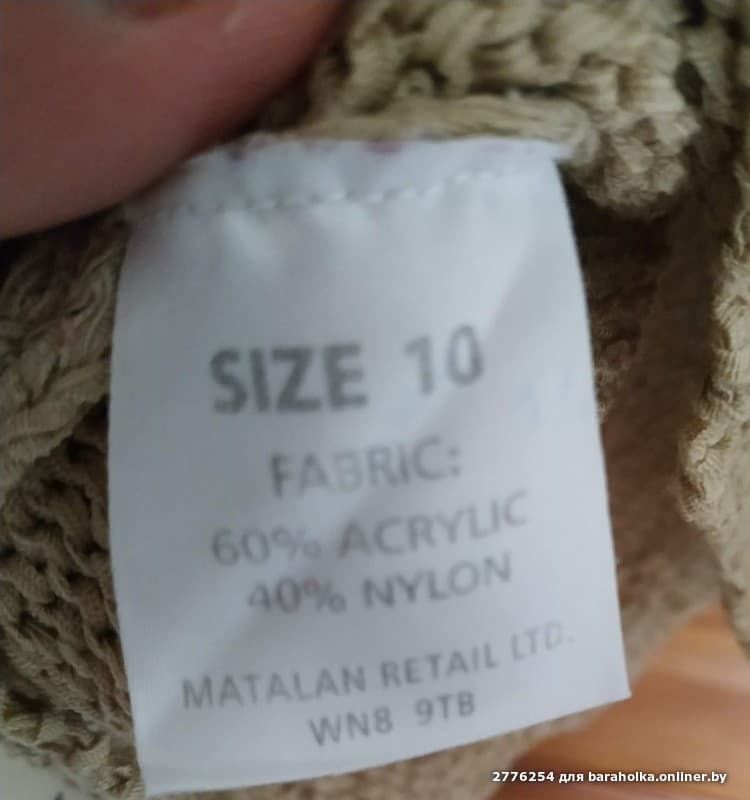 SIZE 10
FABRIC:
60% ACRYLIC
40% NYLON
MATALAN RETAIL LTD.
WN8 9TB
2776254 для baraholka.onliner.by